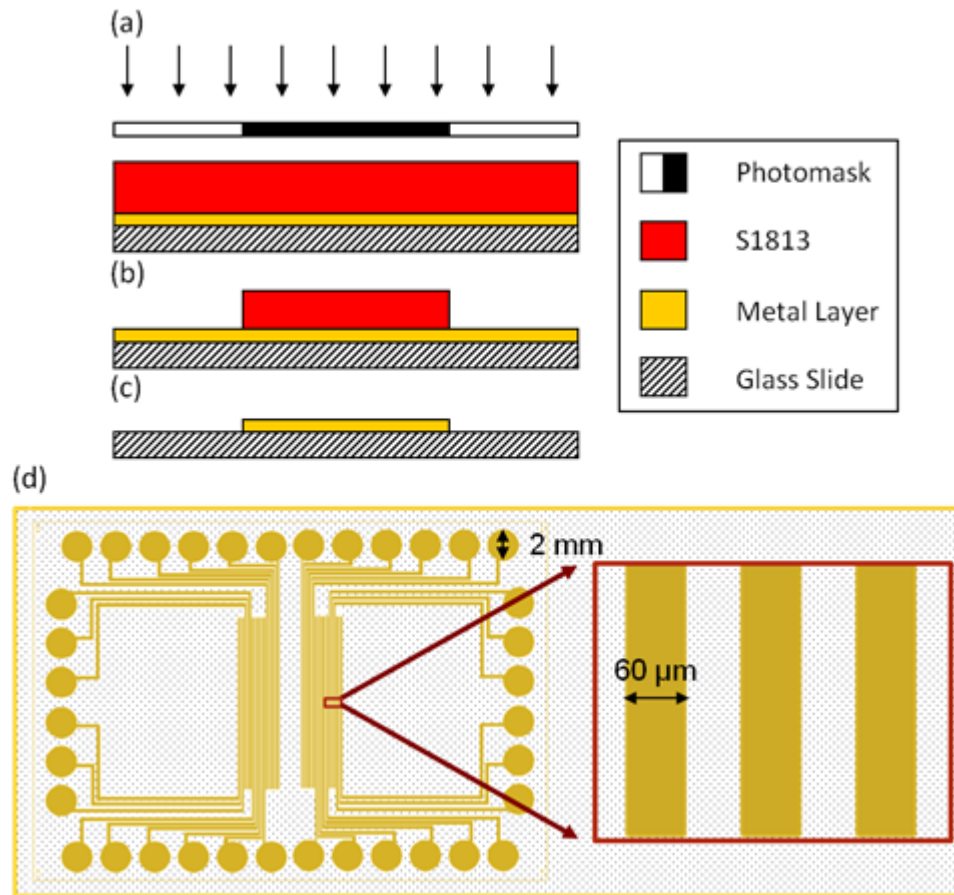 (a)
Photomask
S1813
(b)
Metal Layer
Glass Slide
(c)
(d)
2 mm
60 µm